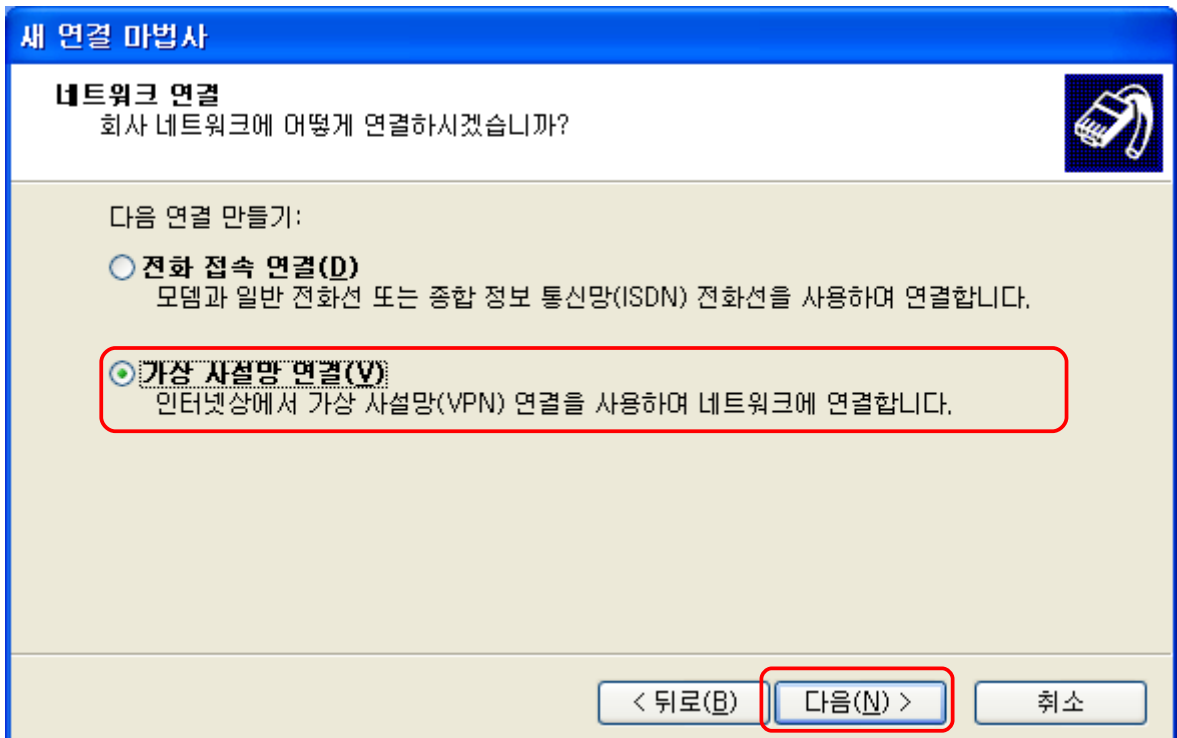 새 연결 마법사
네트워크 연결
회사 네트워크에 어떻게 연결하시겠습니까?
다음 연결 만들기:
전화 접속 연결(D)
모뎀과 일반 전화선 또는 종합 정보 통신망(ISDN) 전화선을 사용하여 연결합니다.
가상 사설망 연결(V)
인터넷상에서 가상 사설망(VPN) 연결을 사용하여 네트워크에 연결합니다.
< 뒤로(B) 다음(N) > 취소